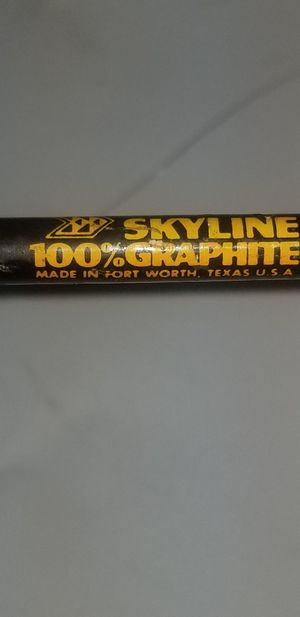 SKYLINE
100% GRAPHITE
MADE IN FORT WORTH, TEXAS U.S.A